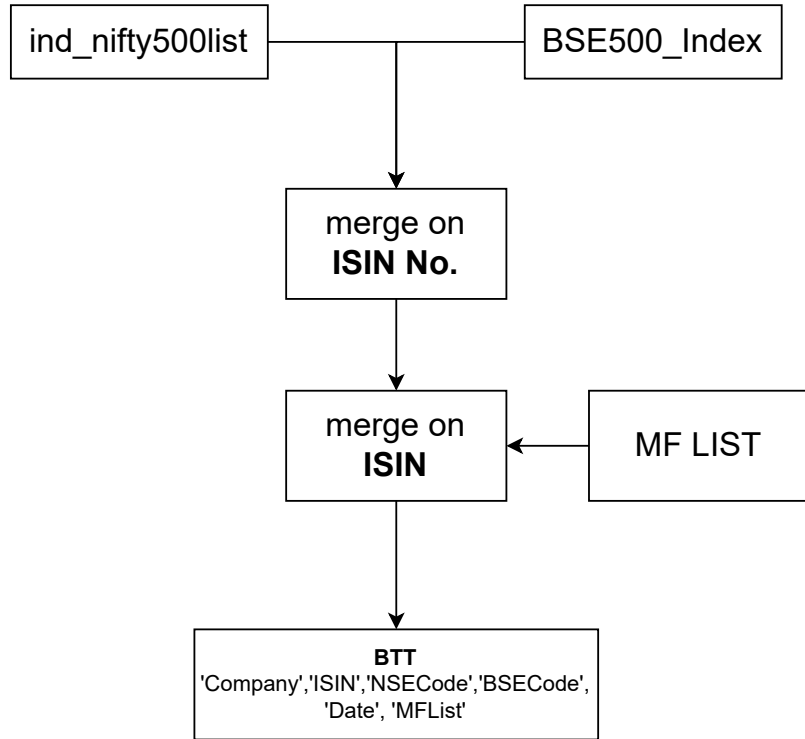 ind_nifty500list
BSE500_Index
merge on
ISIN No.
merge on
ISIN
MF LIST
BTT
'Company','ISIN','NSECode','BSECode',
'Date', 'MFList'